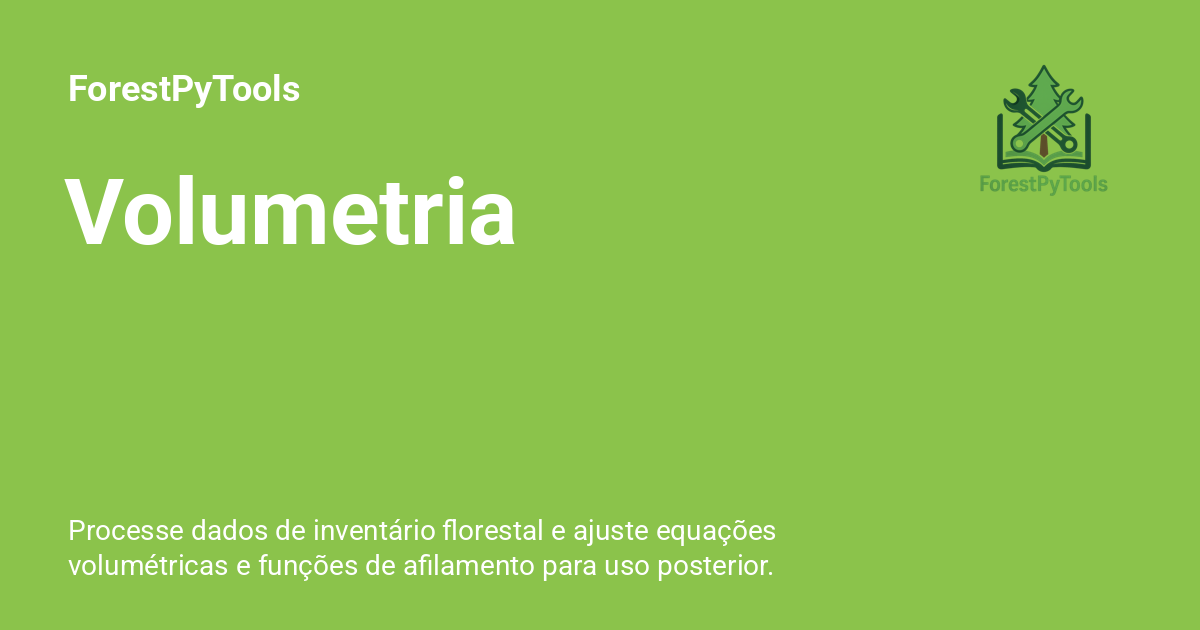 ForestPyTools
ForestPyTools
Volumetria
Processe dados de inventário florestal e ajuste equações
volumétricas e funções de afilamento para uso posterior.